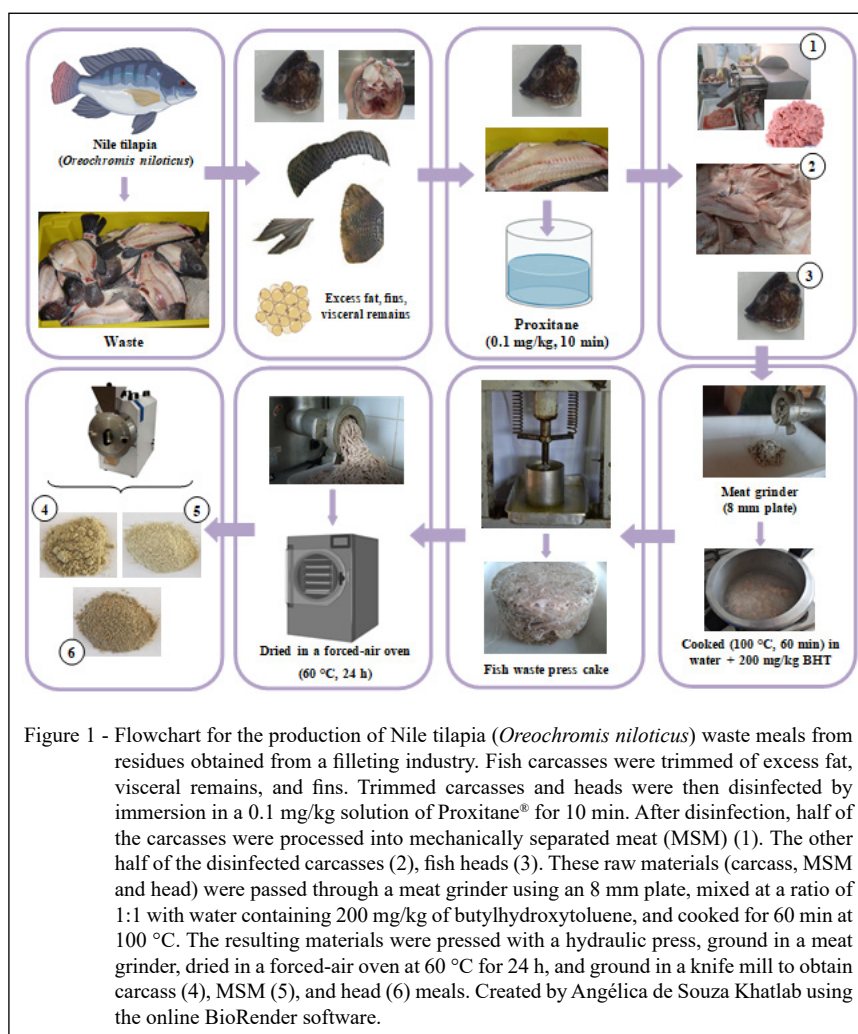 Nile tilapia
(Oreochromis niloticus)
Waste
Excess fat, fins,
visceral remains
Proxitane
(0.1 mg/kg, 10 min)
1
2
3
Meat grinder
(8 mm plate)
Cooked (100 °C, 60 min) in
water + 200 mg/kg BHT
Fish waste press cake
Dried in a forced-air oven
(60 °C, 24 h)
4
5
6
Figure 1 - Flowchart for the production of Nile tilapia (Oreochromis niloticus) waste meals from
residues obtained from a filleting industry. Fish carcasses were trimmed of excess fat,
visceral remains, and fins. Trimmed carcasses and heads were then disinfected by
immersion in a 0.1 mg/kg solution of Proxitane® for 10 min. After disinfection, half of
the carcasses were processed into mechanically separated meat (MSM) (1). The other
half of the disinfected carcasses (2), fish heads (3). These raw materials (carcass, MSM
and head) were passed through a meat grinder using an 8 mm plate, mixed at a ratio of
1:1 with water containing 200 mg/kg of butylhydroxytoluene, and cooked for 60 min at
100 °C. The resulting materials were pressed with a hydraulic press, ground in a meat
grinder, dried in a forced-air oven at 60 °C for 24 h, and ground in a knife mill to obtain
carcass (4), MSM (5), and head (6) meals. Created by Angélica de Souza Khatlab using
the online BioRender software.